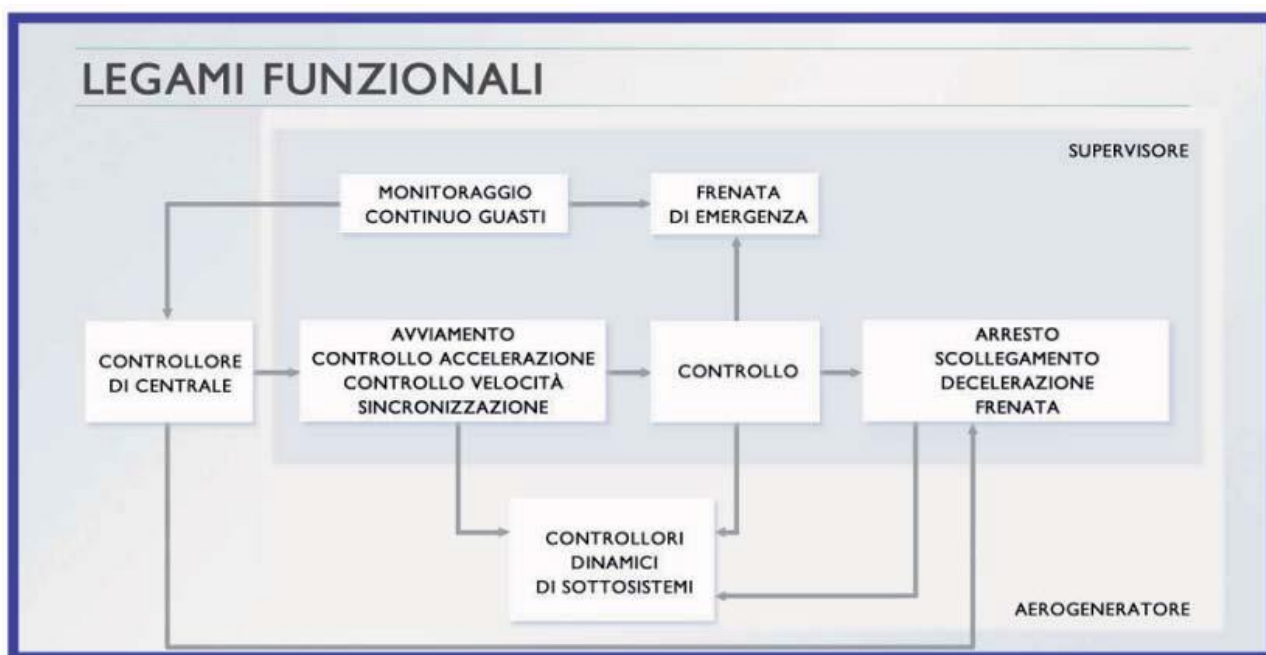 LEGAMI FUNZIONALI
SUPERVISORE
MONITORAGGIO
CONTINUO GUASTI
FRENATA
DI EMERGENZA
CONTROLLORE
DI CENTRALE
AVVIAMENTO
CONTROLLO ACCELERAZIONE
CONTROLLO VELOCITÀ
SINCRONIZZAZIONE
CONTROLLO
ARRESTO
SCOLLEGAMENTO
DECELERAZIONE
FRENATA
CONTROLLORI
DINAMICI
DI SOTTOSISTEMI
AEROGENERATORE